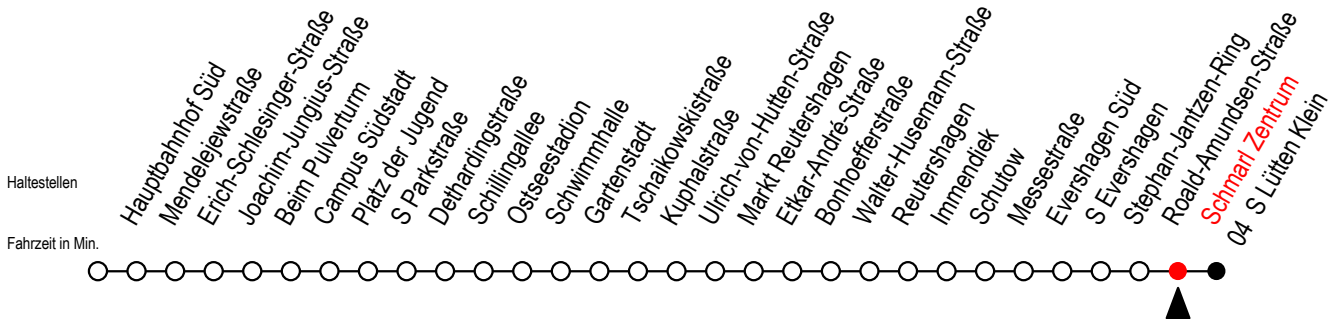 Hauptbahnhof Süd
Mendelejewstraße
Erich-Schlesinger-Straße
Joachim-Jungius-Straße
Beim Pulverturm
Campus Südstadt
Platz der Jugend
S Parkstraße
Dethardingstraße
Schillingallee
Ostseestadion
Schwimmhalle
Gartenstadt
Tschaikowskistraße
Kuphalstraße
Ulrich-von-Hutten-Straße
Markt Reutershagen
Etkar-André-Straße
Bonhoefferstraße
Walter-Husemann-Straße
Reutershagen
Immendiek
Schutow
Messestraße
Evershagen Süd
S Evershagen
Stephan-Jantzen-Ring
Roald-Amundsen-Straße
Schmarl Zentrum
04 S Lütten Klein
Haltestellen
Fahrzeit in Min.